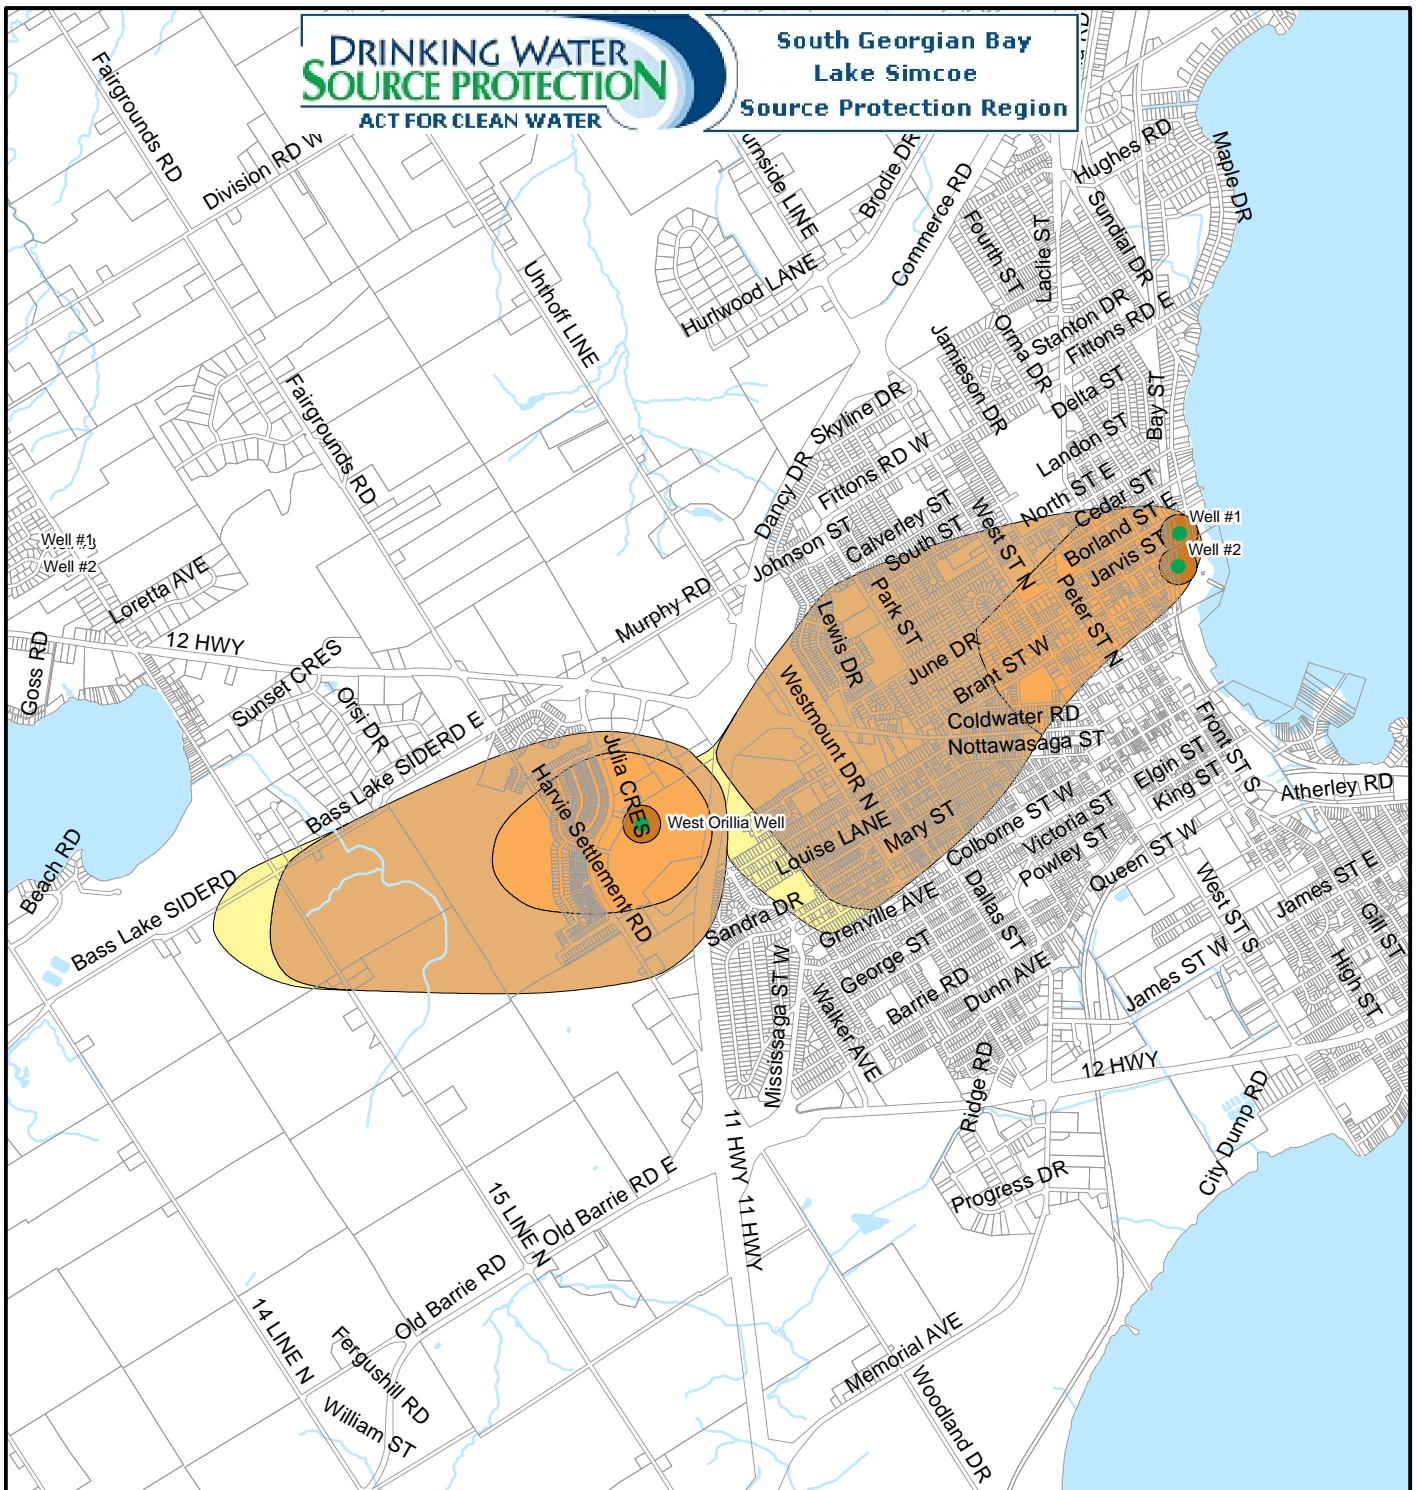 DRINKING WATER
SOURCE PROTECTION
ACT FOR CLEAN WATER
South Georgian Bay
Lake Simcoe
Source Protection Region
Fairgrounds RD
Division RD W
Uhthoff LINE
Hurlwood LANE
Brodie DR
Commerce RD
Hughes RD
Maple DR
Sundial DR
Fourth ST
Laclie ST
Stanton DR
Fittons RD E
Orma DR
Jamieson DR
Delta ST
Bay ST
Landon ST
Skyline DR
Fittons RD W
Dancy DR
Johnson ST
Calverley ST
South ST
West ST N
North ST E
Cedar ST
Borland ST E
Jarvis ST
Well #1
Well #2
Fairgrounds RD
Well #1
Well #2
Loretta AVE
12 HWY
Goss RD
Sunset CRES
Orsi DR
Murphy RD
Park ST
Lewis DR
June DR
Brant ST W
Peter ST N
Coldwater RD
Nottawasaga ST
Westmount DR N
Front ST S
Elgin ST
King ST
Atherley RD
Bass Lake SIDERD E
Julia CRES
Harvie Settlement RD
West Orillia Well
Louise LANE
Mary ST
Colborne ST W
Victoria ST
Powley ST
Queen ST W
Beach RD
Bass Lake SIDERD
Sandra DR
Grenville AVE
Dallas ST
West ST S
James ST E
Gill ST
High ST
George ST
Barrie RD
Dunn AVE
James ST W
Mississaga ST W
Walker AVE
Ridge RD
12 HWY
City Dump RD
11 HWY
11 HWY
Progress DR
15 LINE N
Old Barrie RD E
Old Barrie RD
14 LINE N
Fergushill RD
William ST
Memorial AVE
Woodland DR